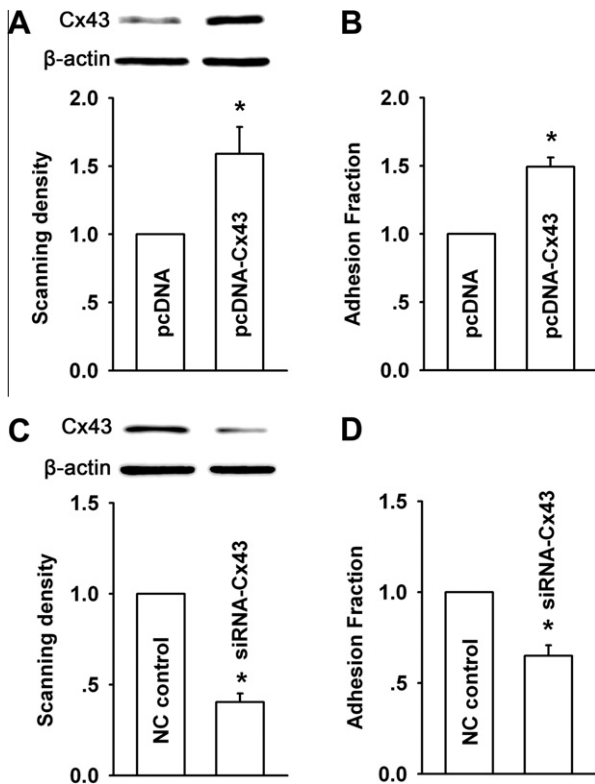 A
Cx43
β-actin
Scanning density
2.0
1.5
1.0
.5
0.0
*
pcDNA
pcDNA-Cx43
B
Adhesion Fraction
2.0
1.5
1.0
.5
0.0
*
pcDNA
pcDNA-Cx43
C
Cx43
β-actin
Scanning density
1.5
1.0
.5
0.0
NC control
* siRNA-Cx43
D
Adhesion Fraction
1.5
1.0
.5
0.0
NC control
* siRNA-Cx43